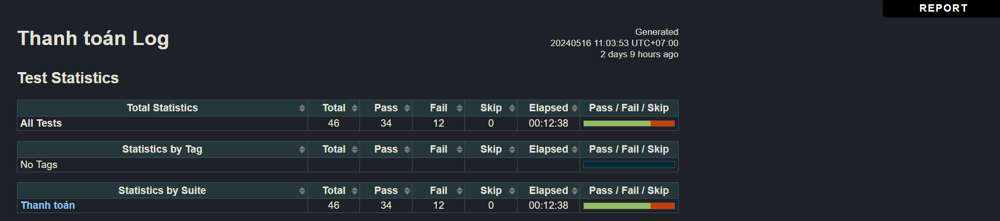 REPORT
Thanh toán Log
Generated
20240516 11:03:53 UTC+07:00
2 days 9 hours ago
Test Statistics
Total Statistics Total Pass Fail Skip Elapsed Pass / Fail / Skip
All Tests 46 34 12 0 00:12:38
Statistics by Tag Total Pass Fail Skip Elapsed Pass / Fail / Skip
No Tags
Statistics by Suite Total Pass Fail Skip Elapsed Pass / Fail / Skip
Thanh toán 46 34 12 0 00:12:38